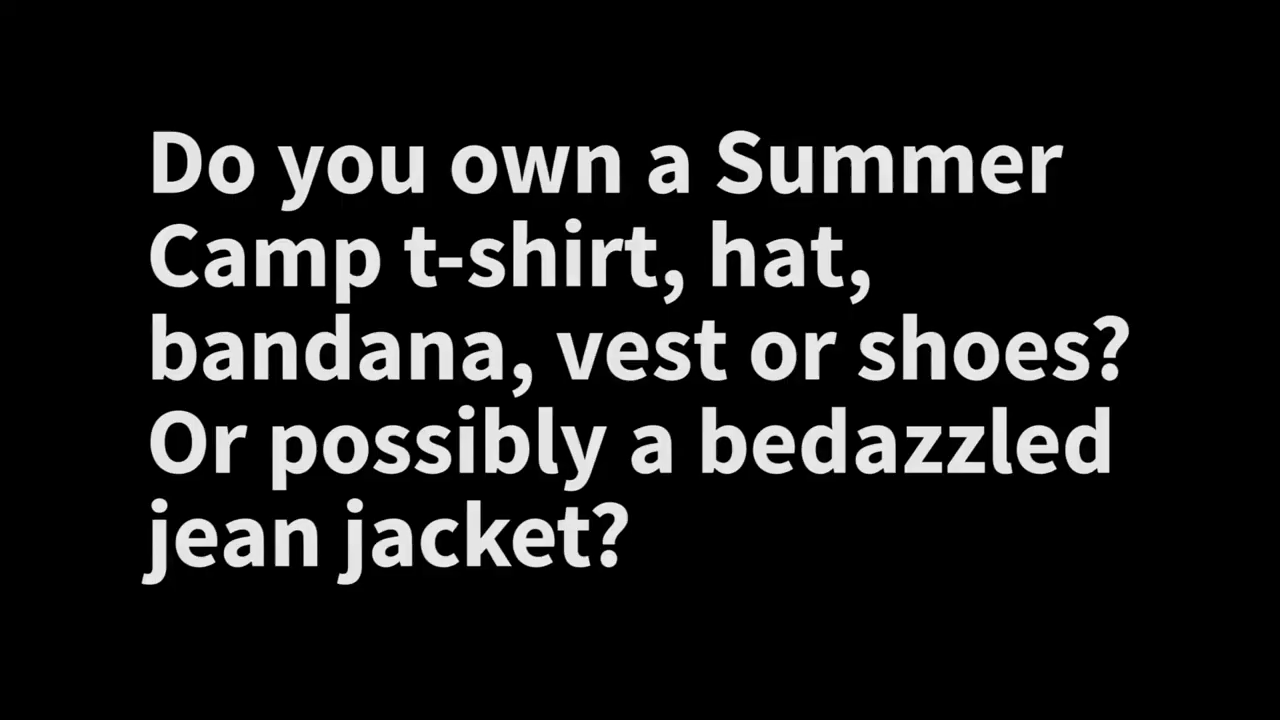 Do you own a Summer
Camp t-shirt, hat,
bandana, vest or shoes?
Or possibly a bedazzled
jean jacket?